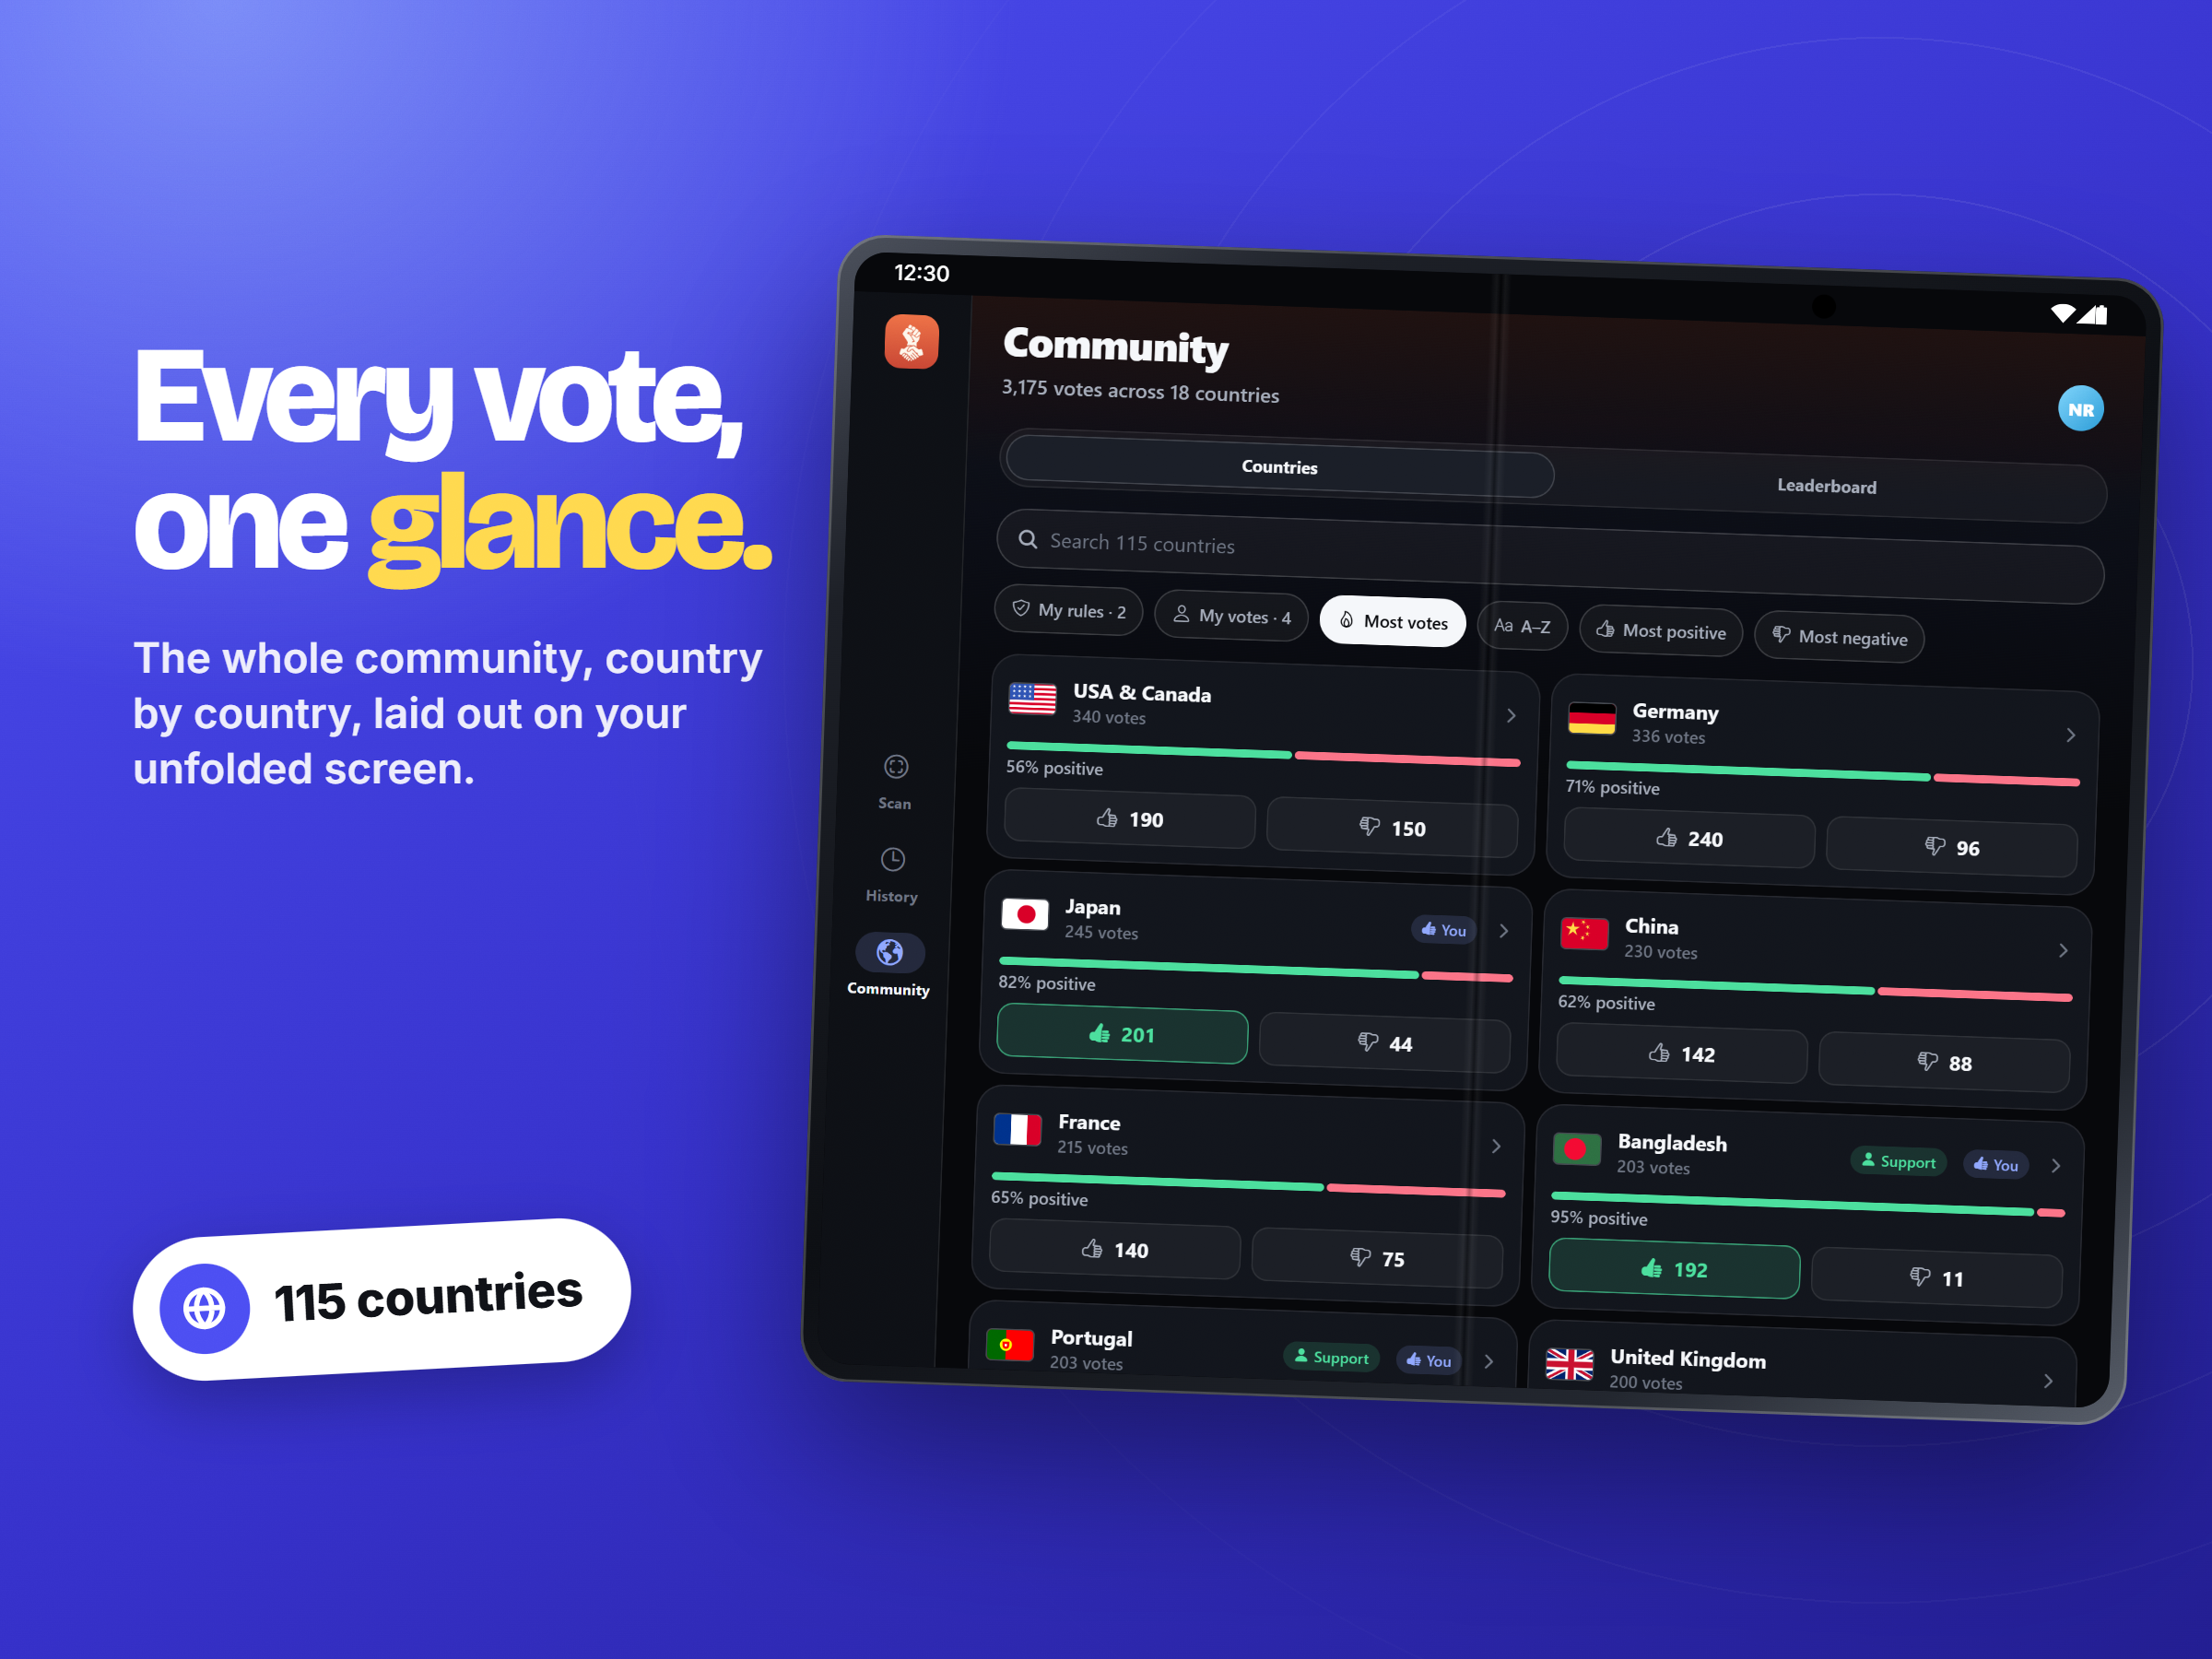 Every vote,
one glance.
The whole community, country
by country, laid out on your
unfolded screen.
115 countries
12:30
Community
3,175 votes across 18 countries
NR
Countries
Leaderboard
Search 115 countries
My rules · 2
My votes · 4
Most votes
Aa A–Z
Most positive
Most negative
USA & Canada
340 votes
56% positive
190
150
Germany
336 votes
71% positive
240
96
Japan
245 votes
You
82% positive
201
44
China
230 votes
62% positive
142
88
France
215 votes
65% positive
140
75
Bangladesh
203 votes
Support
You
95% positive
192
11
Portugal
203 votes
Support
You
United Kingdom
200 votes
Scan
History
Community